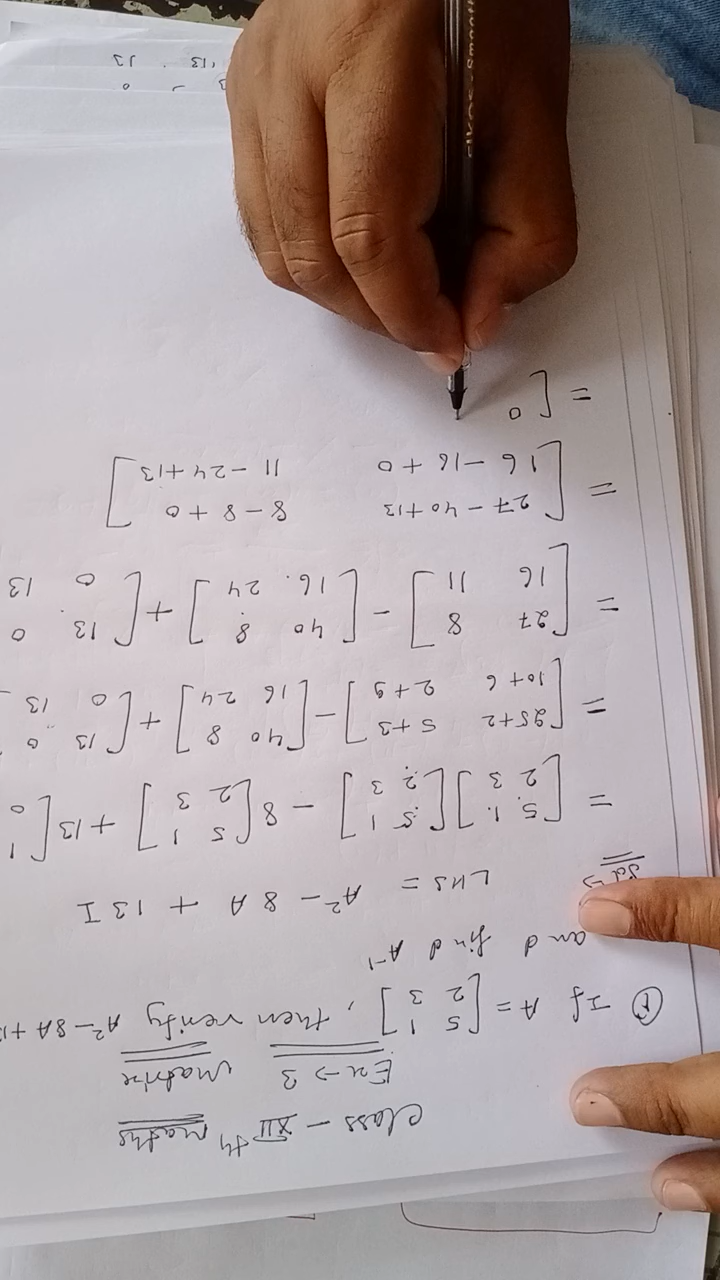 Class - XII th maths
Ex → 3 Matrix
① If A = [5 1 2 3], then verify A² - 8A + 1
and find A⁻¹
Sol → LHS = A² - 8A + 13 I
= [5 1 2 3] [5 1 2 3] - 8 [5 1 2 3] + 13 [1 0
= [25+2 5+3 10+6 2+9] - [40 8 16 24] + [13 0 0 13
= [27 8 16 11] - [40 8 16 24] + [13 0 0 13
= [27 - 40 + 13 8 - 8 + 0 16 - 16 + 0 11 - 24 + 13]
= [0